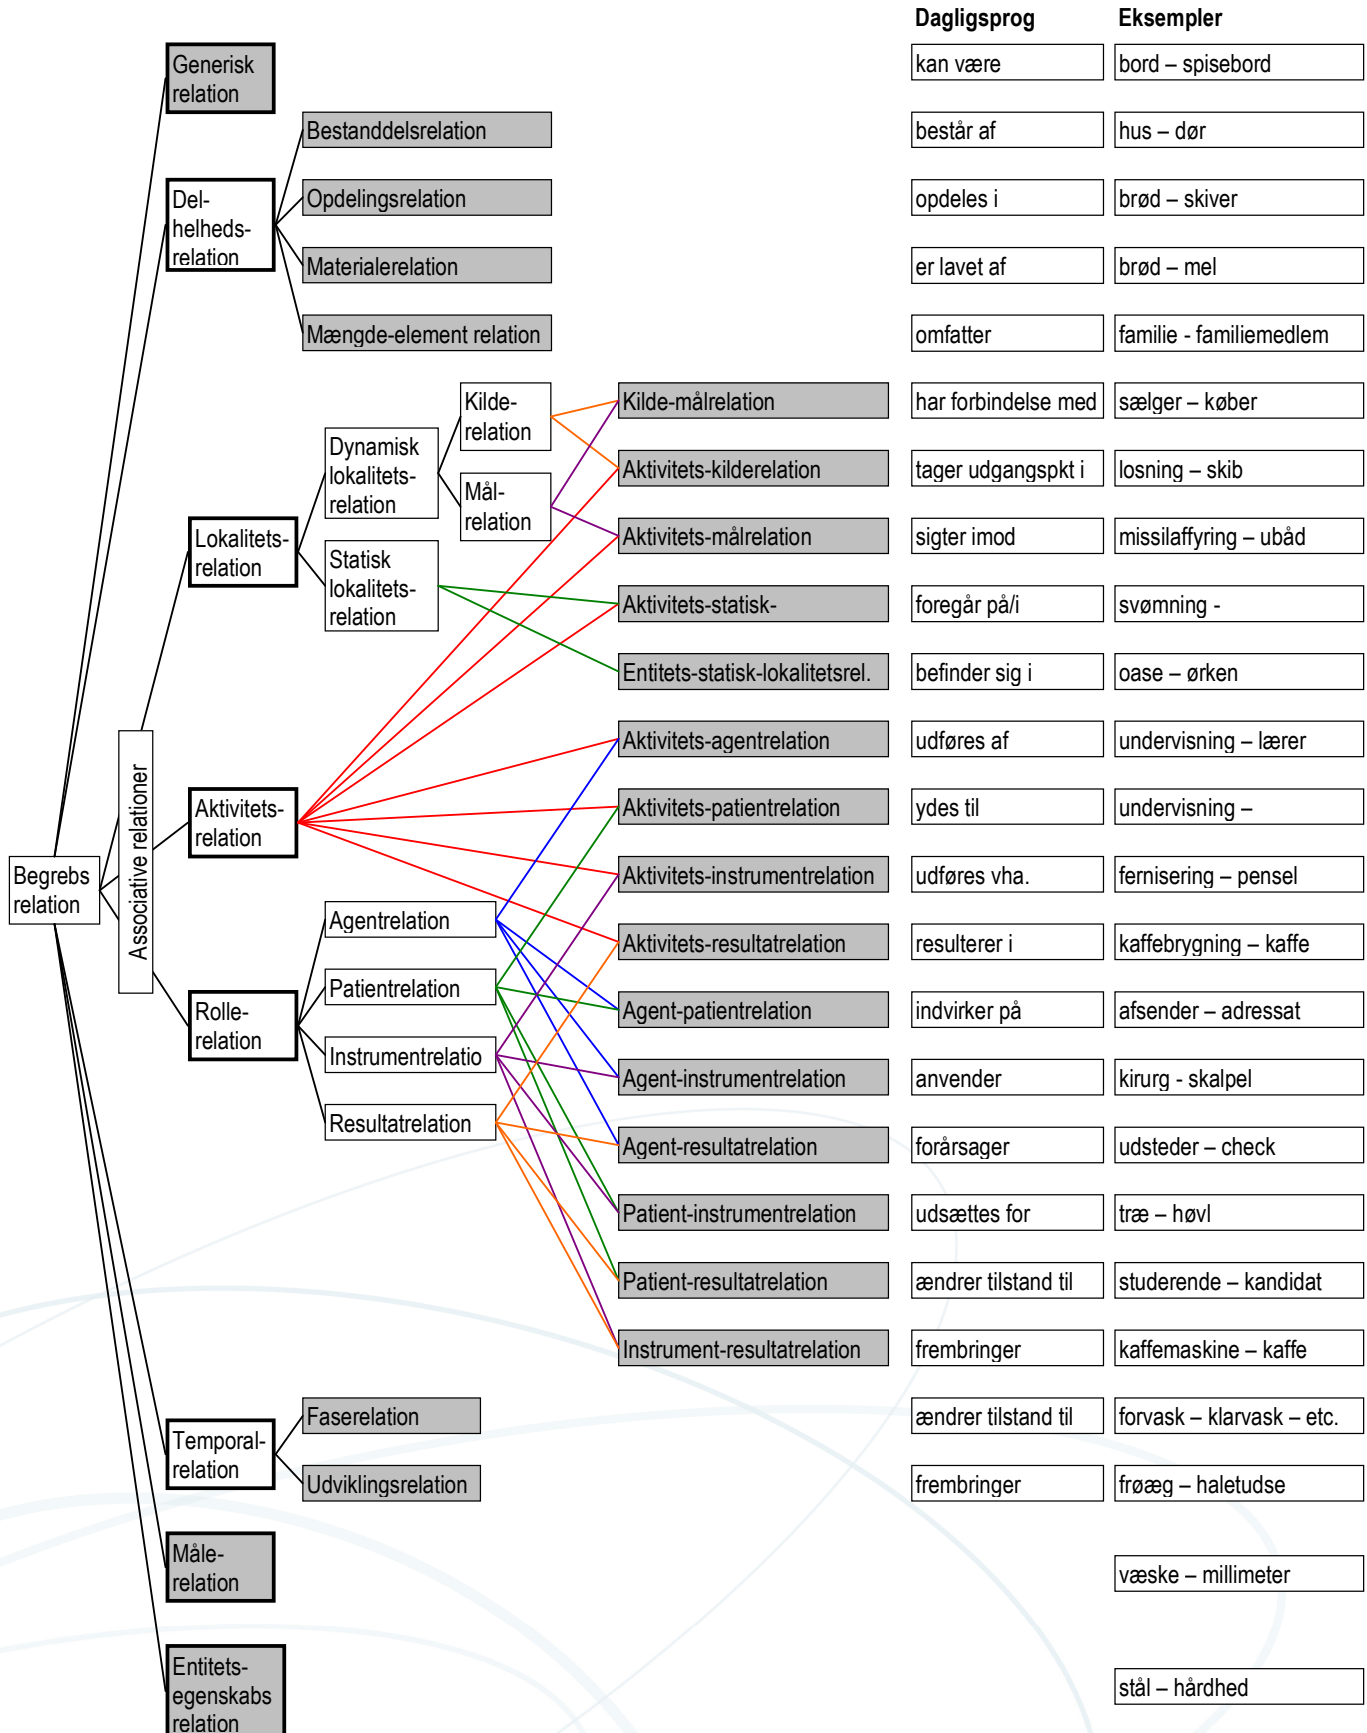 Dagligsprog Eksempler
Generisk
relation
kan være
bord – spisebord
Bestanddelsrelation
består af
hus – dør
Del-
helheds-
relation
Opdelingsrelation
opdeles i
brød – skiver
Materialerelation
er lavet af
brød – mel
Mængde-element relation
omfatter
familie - familiemedlem
Kilde-
relation
Kilde-målrelation
har forbindelse med
sælger – køber
Dynamisk
lokalitets-
relation
Aktivitets-kilderelation
tager udgangspkt i
losning – skib
Mål-
relation
Lokalitets-
relation
Aktivitets-målrelation
sigter imod
missilaffyring – ubåd
Statisk
lokalitets-
relation
Aktivitets-statisk-
foregår på/i
svømning -
Entitets-statisk-lokalitetsrel.
befinder sig i
oase – ørken
Aktivitets-agentrelation
udføres af
undervisning – lærer
Associative relationer
Aktivitets-
relation
Aktivitets-patientrelation
ydes til
undervisning –
Begrebs
relation
Aktivitets-instrumentrelation
udføres vha.
fernisering – pensel
Agentrelation
Aktivitets-resultatrelation
resulterer i
kaffebrygning – kaffe
Patientrelation
Rolle-
relation
Agent-patientrelation
indvirker på
afsender – adressat
Instrumentrelatio
Agent-instrumentrelation
anvender
kirurg - skalpel
Resultatrelation
Agent-resultatrelation
forårsager
udsteder – check
Patient-instrumentrelation
udsættes for
træ – høvl
Patient-resultatrelation
ændrer tilstand til
studerende – kandidat
Instrument-resultatrelation
frembringer
kaffemaskine – kaffe
Faserelation
ændrer tilstand til
forvask – klarvask – etc.
Temporal-
relation
Udviklingsrelation
frembringer
frøæg – haletudse
Måle-
relation
væske – millimeter
Entitets-
egenskabs
relation
stål – hårdhed